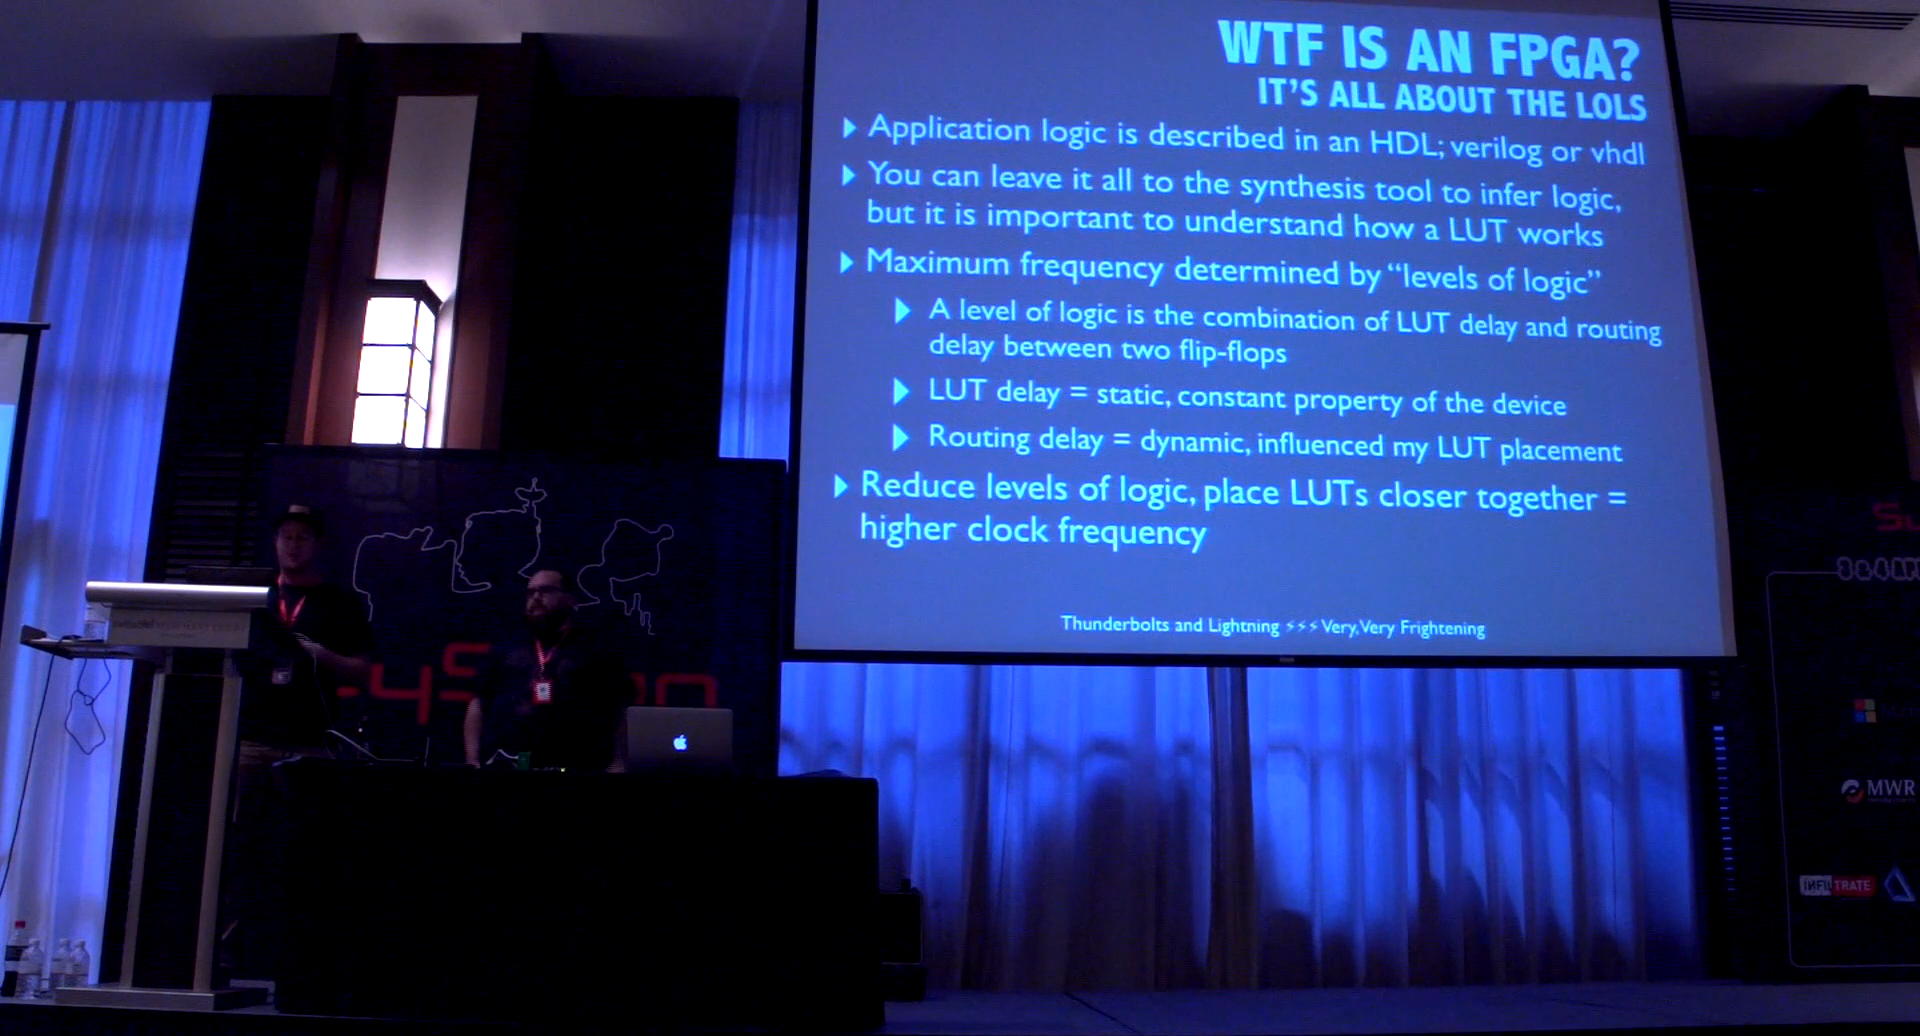 WTF IS AN FPGA?
IT'S ALL ABOUT THE LOLS
Application logic is described in an HDL; verilog or vhdl
You can leave it all to the synthesis tool to infer logic,
but it is important to understand how a LUT works
Maximum frequency determined by “levels of logic”
A level of logic is the combination of LUT delay and routing
delay between two flip-flops
LUT delay = static, constant property of the device
Routing delay = dynamic, influenced my LUT placement
Reduce levels of logic, place LUTs closer together =
higher clock frequency
Thunderbolts and Lightning ⚡⚡⚡ Very, Very Frightening
MWR
INFILTRATE